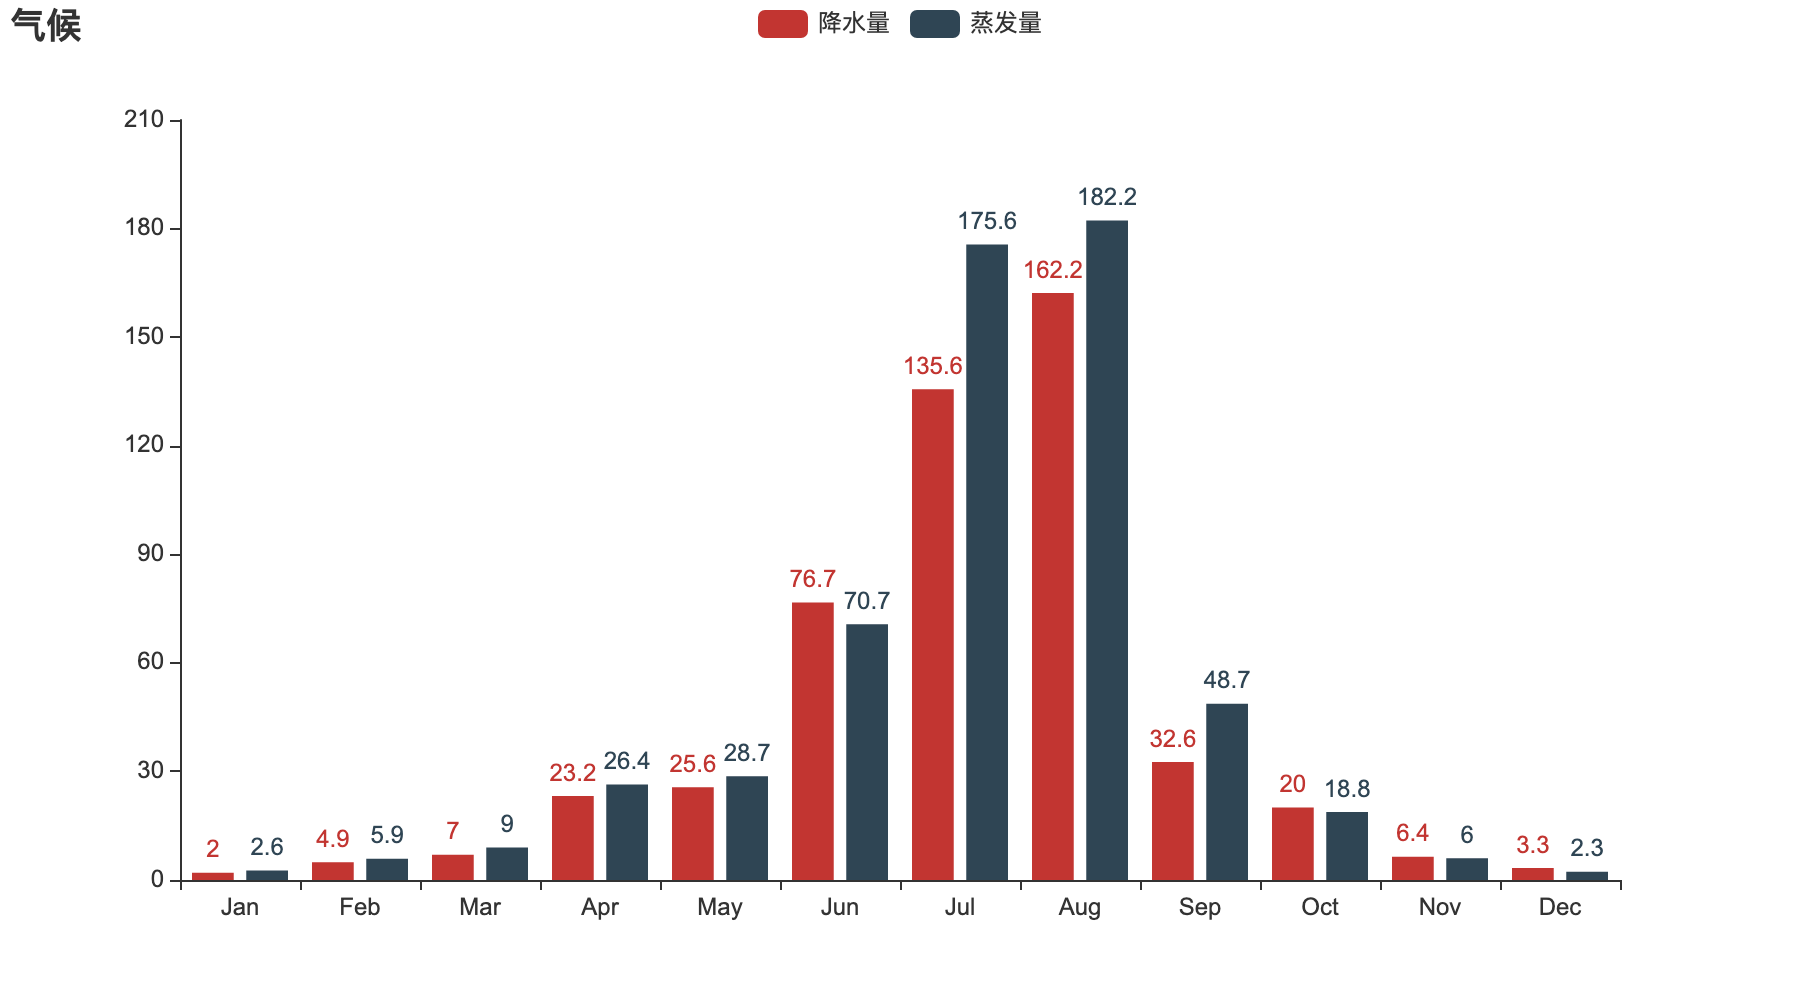 气候
降水量 蒸发量
210
180
150
120
90
60
30
0
2 2.6 4.9 5.9 7 9 23.2 26.4 25.6 28.7 76.7 70.7 135.6 175.6 162.2 182.2 32.6 48.7 20 18.8 6.4 6 3.3 2.3
Jan Feb Mar Apr May Jun Jul Aug Sep Oct Nov Dec